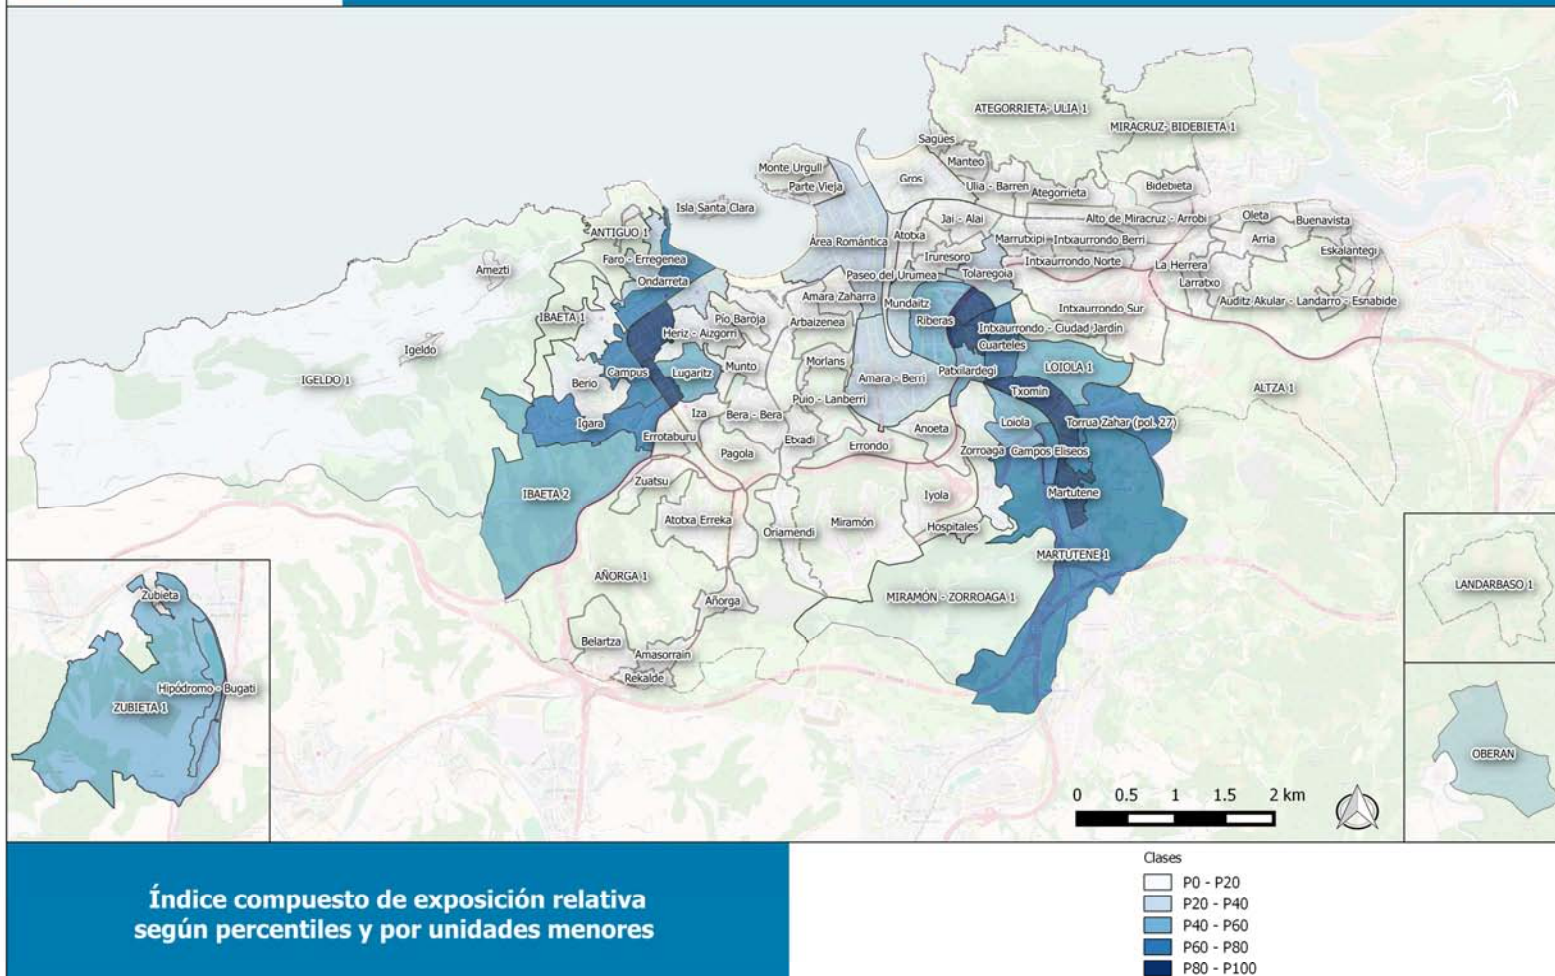 ATEGORRIETA- ULIA 1
MIRACRUZ- BIDEBIETA 1
Sagües
Manteo
Monte Urgull
Parte Vieja
Gros
Ulia - Barren
Ategorrieta
Bidebieta
Isla Santa Clara
Jai - Alai
Alto de Miracruz - Arrobi
Oleta
Buenavista
ANTIGUO 1
Área Romántica
Atotxa
Marrutxipi
Intxaurrondo Berri
Arria
Eskalantegi
Faro - Erregenea
Iruresoro
Intxaurrondo Norte
La Herrera
Amezti
Ondarreta
Paseo del Urumea
Tolaregoia
Larratxo
Amara Zaharra
Mundaitz
Intxaurrondo Sur
Auditz Akular - Landarro - Esnabide
IBAETA 1
Pío Baroja
Arbaizenea
Riberas
Intxaurrondo - Ciudad Jardín
Heriz - Aizgorri
Cuarteles
Igeldo
Morlans
LOIOLA 1
IGELDO 1
Berio
Campus
Lugaritz
Munto
Amara - Berri
Patxilardegi
Txomin
ALTZA 1
Puio - Lanberri
Igara
Iza
Bera - Bera
Anoeta
Loiola
Torrua Zahar (pol. 27)
Errotaburu
Etxadi
Errondo
Pagola
Zorroaga
Campos Elíseos
Zuatsu
IBAETA 2
Iyola
Martutene
Atotxa Erreka
Oriamendi
Miramón
Hospitales
MARTUTENE 1
AÑORGA 1
MIRAMÓN - ZORROAGA 1
Añorga
Belartza
Amasorrain
Rekalde
Zubieta
Hipódromo - Bugati
ZUBIETA 1
LANDARBASO 1
OBERAN
0 0.5 1 1.5 2 km
Índice compuesto de exposición relativa
según percentiles y por unidades menores
Clases
P0 - P20
P20 - P40
P40 - P60
P60 - P80
P80 - P100